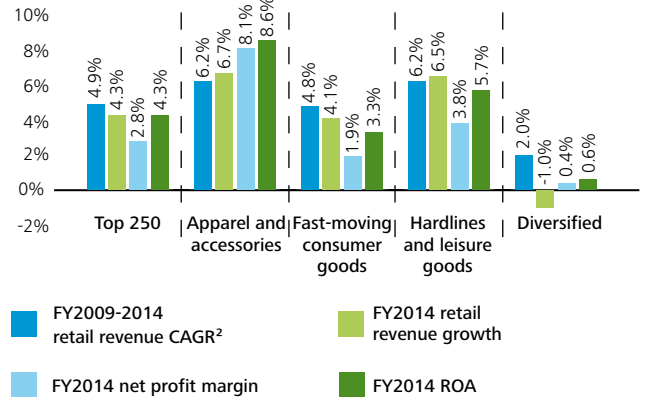 10%
8%
6%
4%
2%
0%
-2%
4.9%
4.3%
2.8%
4.3%
6.2%
6.7%
8.1%
8.6%
4.8%
4.1%
1.9%
3.3%
6.2%
6.5%
3.8%
5.7%
2.0%
-1.0%
0.4%
0.6%
Top 250
Apparel and
accessories
Fast-moving
consumer
goods
Hardlines
and leisure
goods
Diversified
FY2009-2014
retail revenue CAGR²
FY2014 retail
revenue growth
FY2014 net profit margin
FY2014 ROA